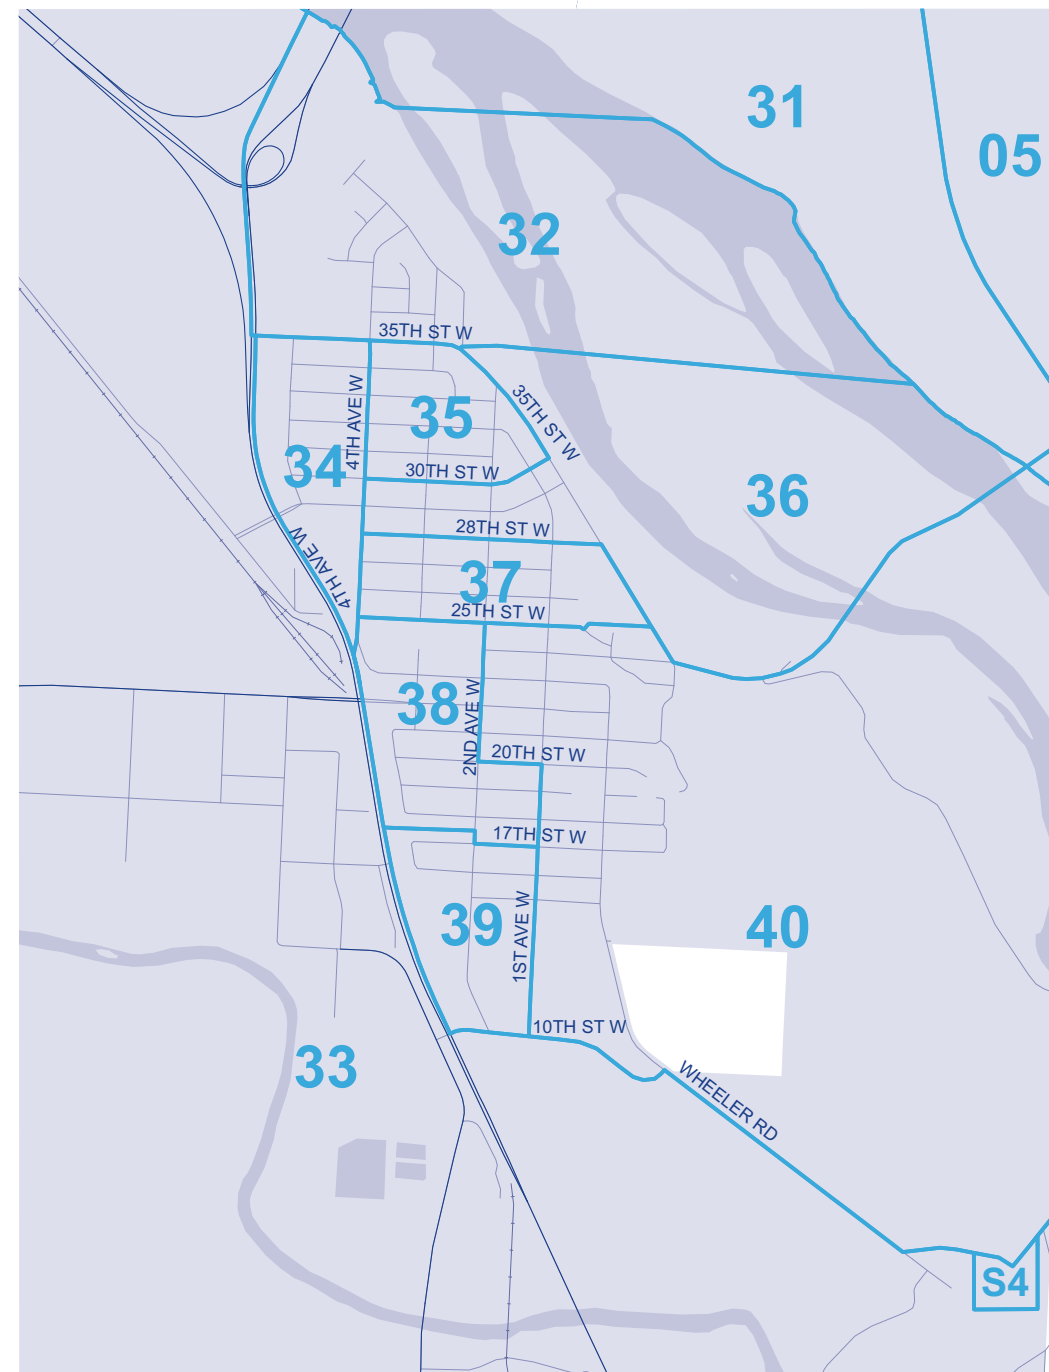 31
05
32
35TH ST W
4TH AVE W
35
35TH ST W
34
30TH ST W
36
28TH ST W
4TH AVE W
37
25TH ST W
38
2ND AVE W
20TH ST W
17TH ST W
39
1ST AVE W
40
10TH ST W
33
WHEELER RD
S4